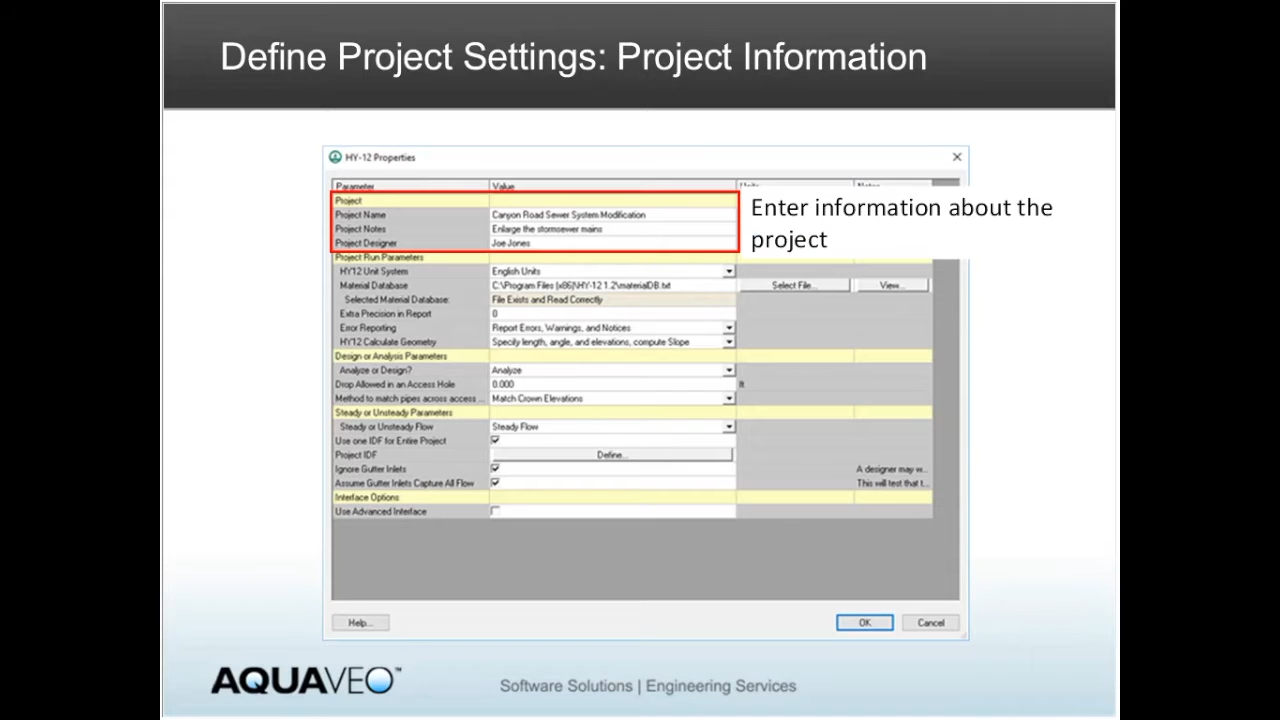 Define Project Settings: Project Information
HY-12 Properties
Parameter Value Units Notes
Project
Project Name Canyon Road Sewer System Modification
Project Notes Enlarge the stormsewer mains
Project Designer Joe Jones
Enter information about the
project
Project Run Parameters
HY12 Unit System English Units
Material Database C:\Program Files (x86)\HY-12 1.2\materialDB.txt Select File... View...
Selected Material Database: File Exists and Read Correctly
Extra Precision in Report 0
Error Reporting Report Errors, Warnings, and Notices
HY12 Calculate Geometry Specify length, angle, and elevations, compute Slope
Design or Analysis Parameters
Analyze or Design? Analyze
Drop Allowed in an Access Hole 0.000 ft
Method to match pipes across access ... Match Crown Elevations
Steady or Unsteady Parameters
Steady or Unsteady Flow Steady Flow
Use one IDF for Entire Project
Project IDF Define...
Ignore Gutter Inlets A designer may w...
Assume Gutter Inlets Capture All Flow This will test that t...
Interface Options
Use Advanced Interface
Help... OK Cancel
AQUAVEO™ Software Solutions | Engineering Services